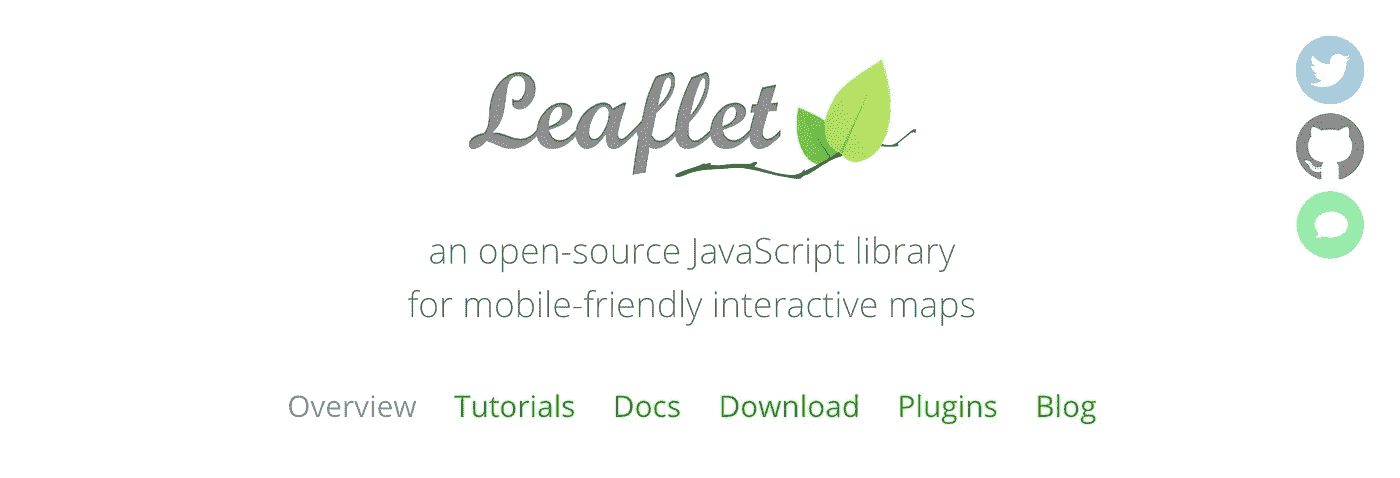 Leaflet
an open-source JavaScript library
for mobile-friendly interactive maps
Overview Tutorials Docs Download Plugins Blog